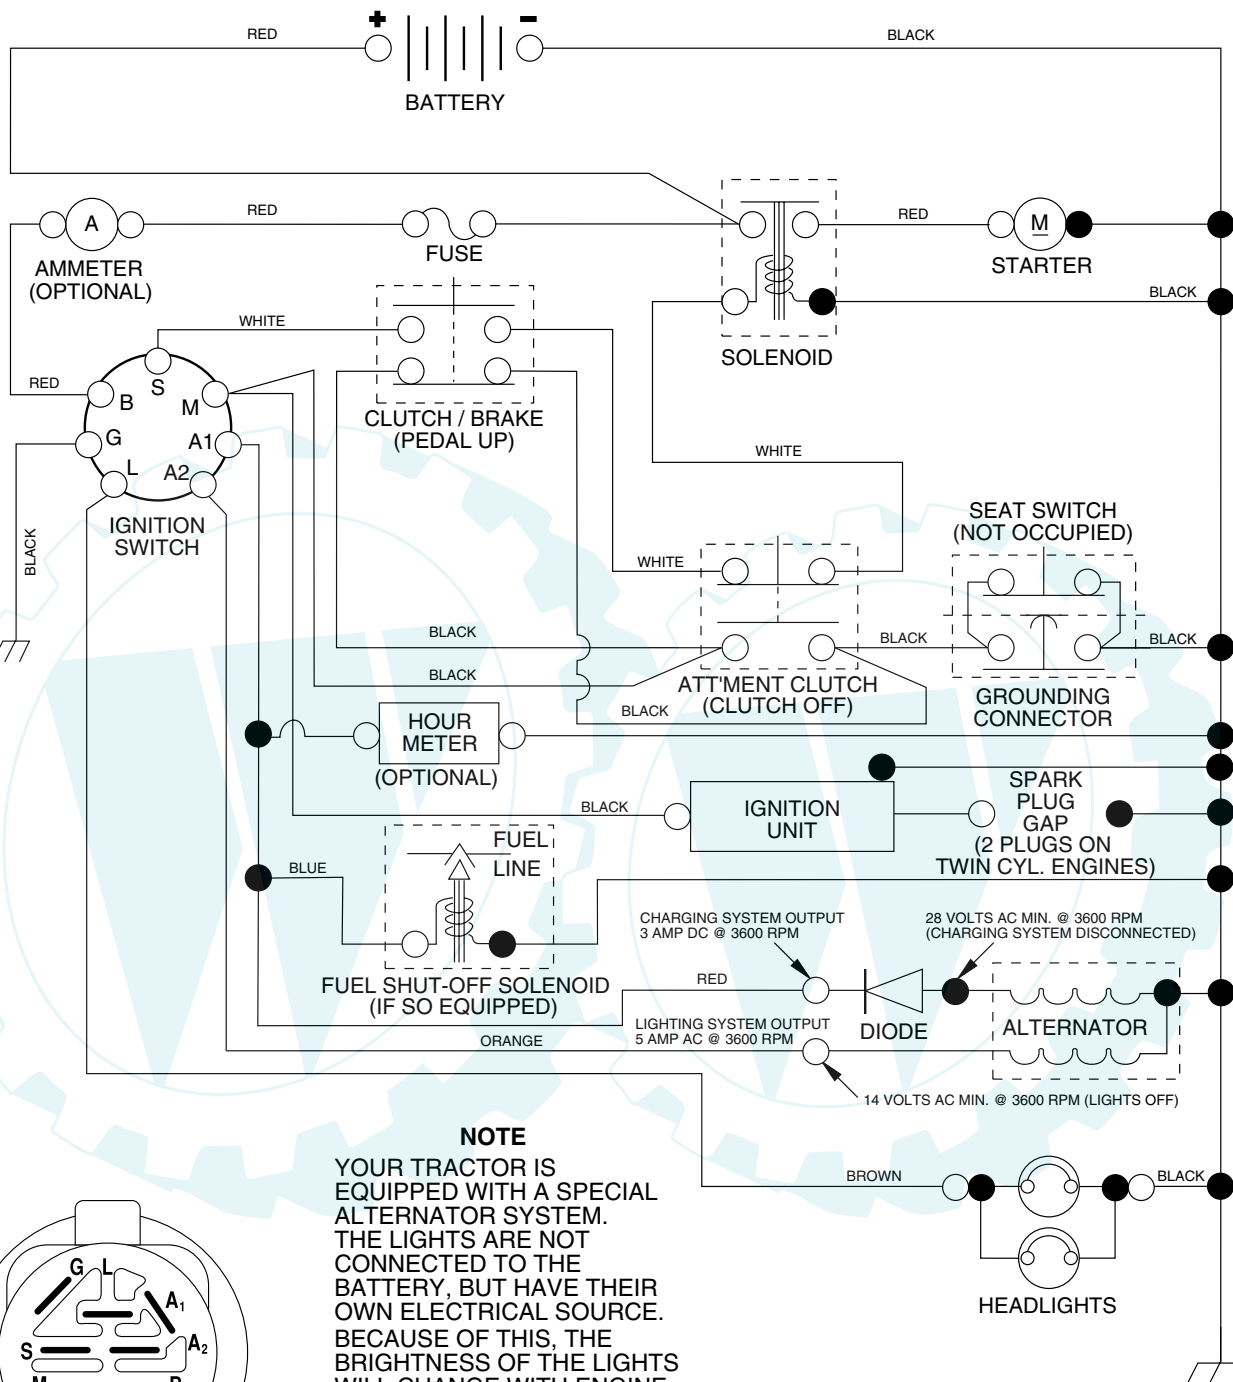 + -
RED
BLACK
BATTERY
A
RED
FUSE
RED
M
STARTER
AMMETER
(OPTIONAL)
WHITE
BLACK
SOLENOID
RED
S
B
M
G
A1
L
A2
IGNITION
SWITCH
CLUTCH / BRAKE
(PEDAL UP)
WHITE
BLACK
WHITE
SEAT SWITCH
(NOT OCCUPIED)
BLACK
BLACK
BLACK
BLACK
ATT'MENT CLUTCH
(CLUTCH OFF)
GROUNDING
CONNECTOR
BLACK
HOUR
METER
(OPTIONAL)
BLACK
IGNITION
UNIT
SPARK
PLUG
GAP
(2 PLUGS ON
TWIN CYL. ENGINES)
FUEL
LINE
BLUE
FUEL SHUT-OFF SOLENOID
(IF SO EQUIPPED)
CHARGING SYSTEM OUTPUT
3 AMP DC @ 3600 RPM
28 VOLTS AC MIN. @ 3600 RPM
(CHARGING SYSTEM DISCONNECTED)
RED
DIODE
ALTERNATOR
LIGHTING SYSTEM OUTPUT
5 AMP AC @ 3600 RPM
ORANGE
14 VOLTS AC MIN. @ 3600 RPM (LIGHTS OFF)
BROWN
BLACK
HEADLIGHTS
NOTE
YOUR TRACTOR IS
EQUIPPED WITH A SPECIAL
ALTERNATOR SYSTEM.
THE LIGHTS ARE NOT
CONNECTED TO THE
BATTERY, BUT HAVE THEIR
OWN ELECTRICAL SOURCE.
BECAUSE OF THIS, THE
BRIGHTNESS OF THE LIGHTS
WILL CHANGE WITH ENGINE
G L
A1
A2
S
M
B